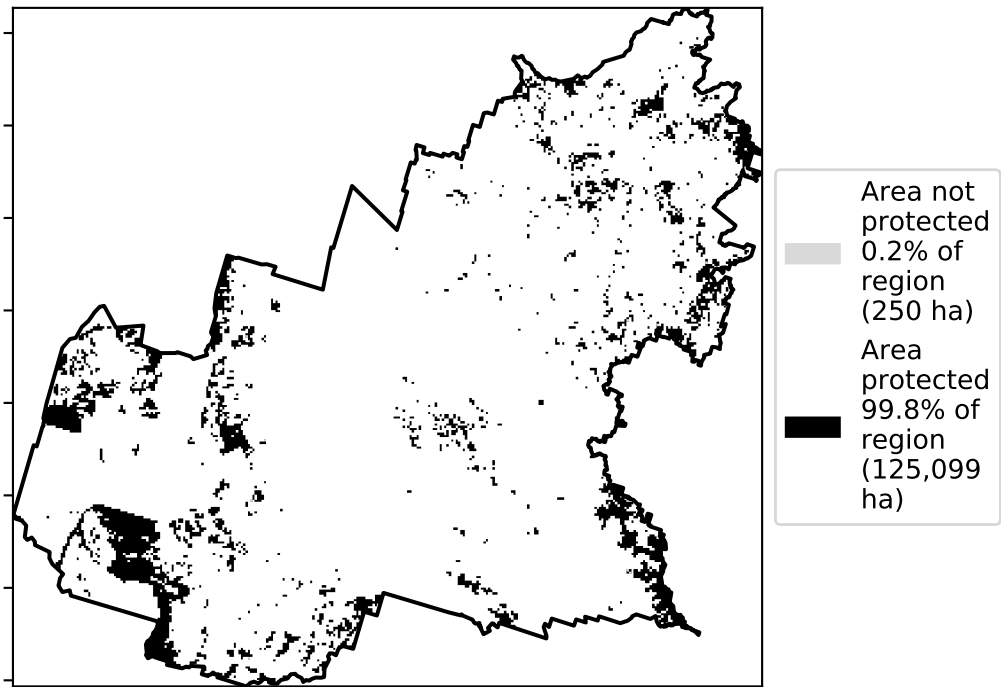 Area not
protected
0.2% of
region
(250 ha)
Area
protected
99.8% of
region
(125,099
ha)